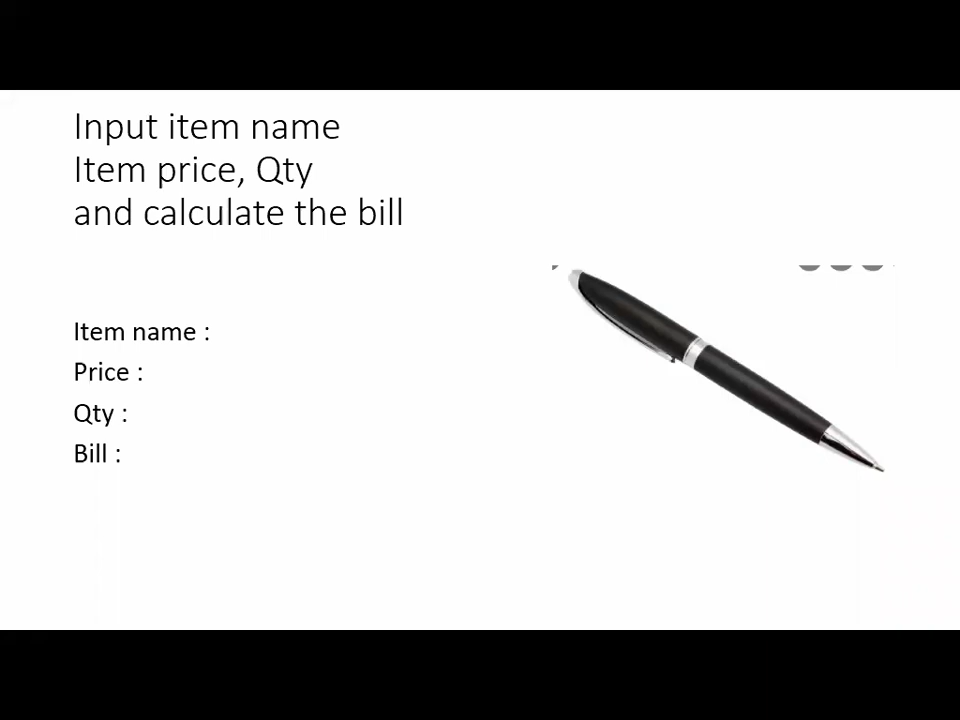 Input item name
Item price, Qty
and calculate the bill
Item name :
Price :
Qty :
Bill :